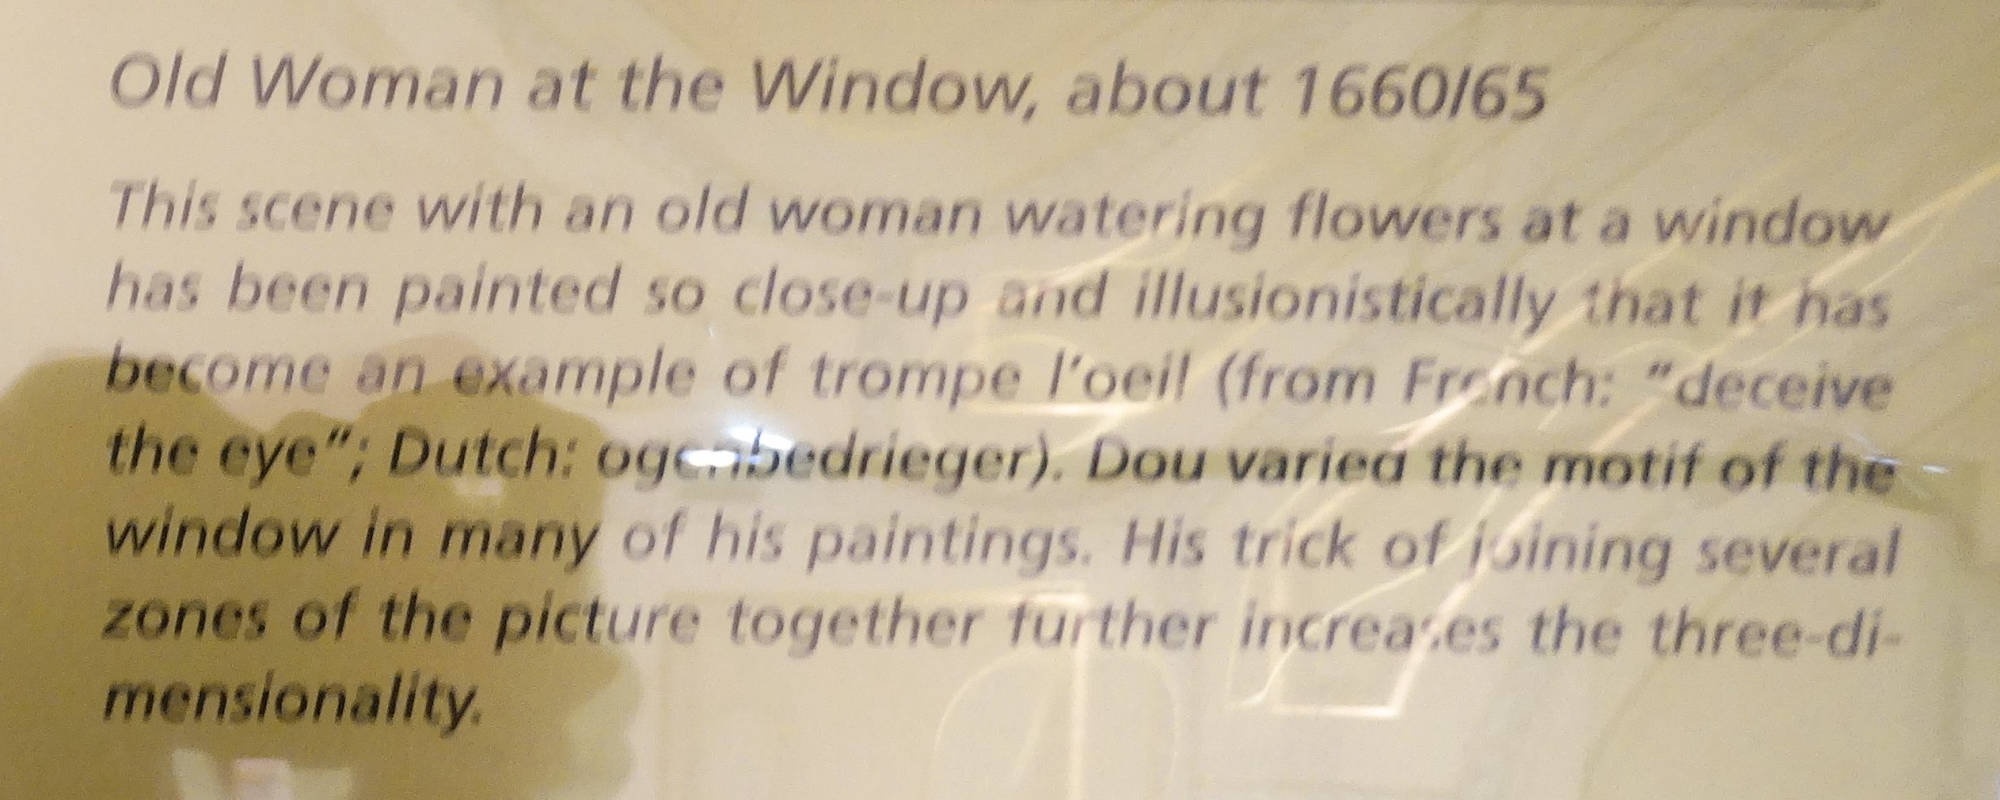 Old Woman at the Window, about 1660/65
This scene with an old woman watering flowers at a window
has been painted so close-up and illusionistically that it has
become an example of trompe l’oeil (from French: “deceive
the eye”; Dutch: ogenbedrieger). Dou varied the motif of the
window in many of his paintings. His trick of joining several
zones of the picture together further increases the three-di-
mensionality.